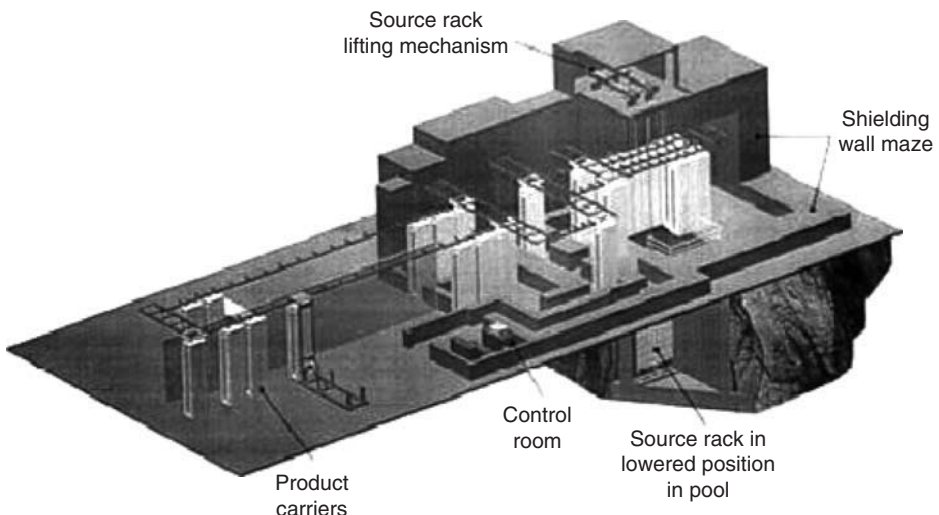 Source rack
lifting mechanism
Shielding
wall maze
Control
room
Source rack in
lowered position
in pool
Product
carriers